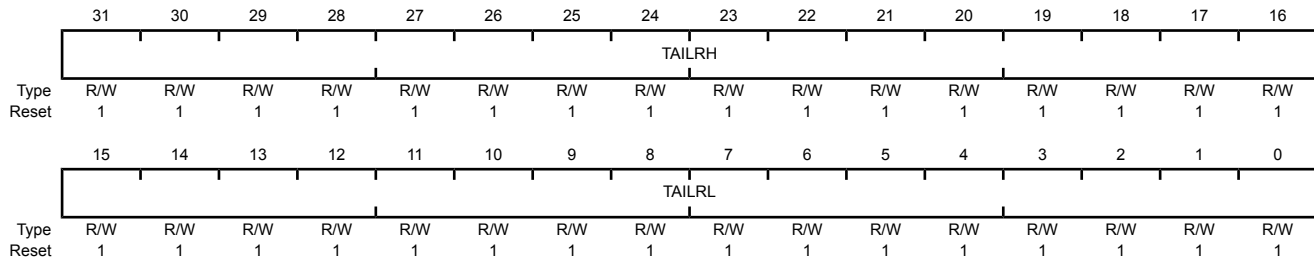 31 30 29 28 27 26 25 24 23 22 21 20 19 18 17 16
TAILRH
Type R/W R/W R/W R/W R/W R/W R/W R/W R/W R/W R/W R/W R/W R/W R/W R/W
Reset 1 1 1 1 1 1 1 1 1 1 1 1 1 1 1 1
15 14 13 12 11 10 9 8 7 6 5 4 3 2 1 0
TAILRL
Type R/W R/W R/W R/W R/W R/W R/W R/W R/W R/W R/W R/W R/W R/W R/W R/W
Reset 1 1 1 1 1 1 1 1 1 1 1 1 1 1 1 1